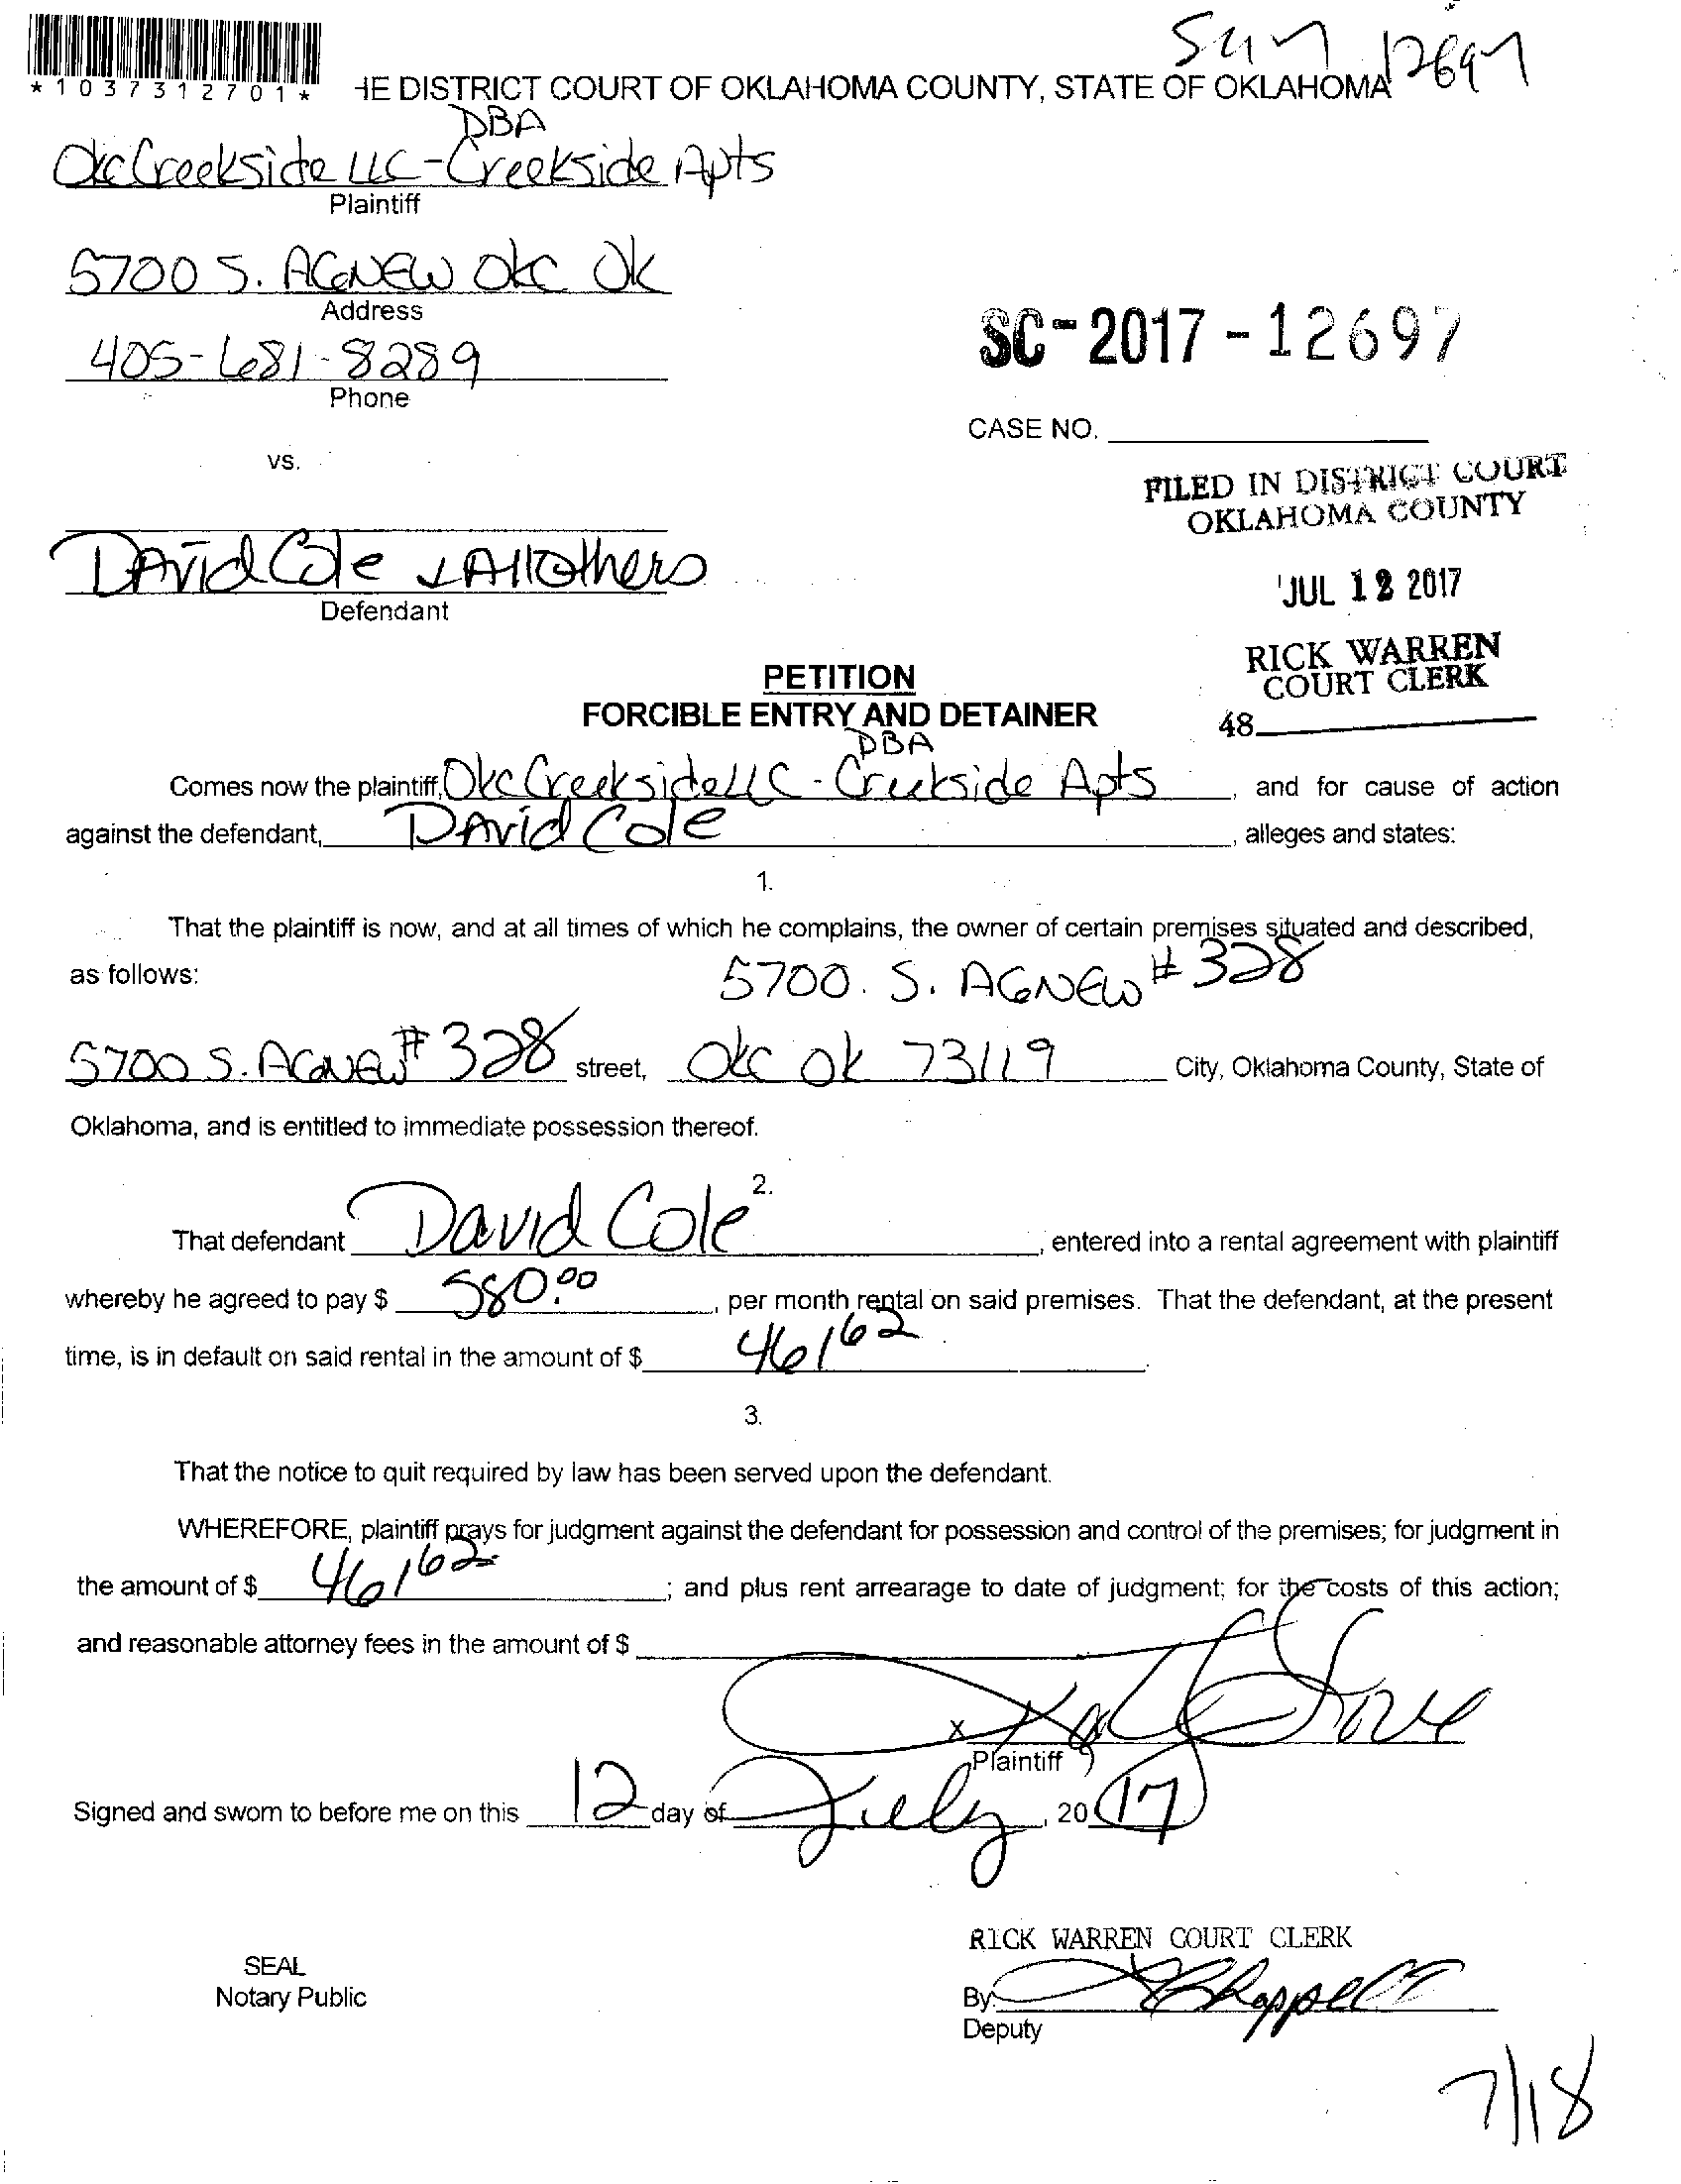 *1037312701*
HE DISTRICT COURT OF OKLAHOMA COUNTY, STATE OF OKLAHOMA
12697
DBA
Okc Creekside LLC - Creekside Apts
Plaintiff
5700 S. AGNEW OKC OK
Address
405-681-8289
Phone
SC-2017-12697
CASE NO.
vs.
FILED IN DISTRICT COURT
OKLAHOMA COUNTY
JUL 12 2017
RICK WARREN
COURT CLERK
48
David Cole & All Others
Defendant
PETITION
FORCIBLE ENTRY AND DETAINER
DBA
Comes now the plaintiff, Okc Creekside LLC - Creekside Apts, and for cause of action
against the defendant, David Cole, alleges and states:
1.
That the plaintiff is now, and at all times of which he complains, the owner of certain premises situated and described,
as follows: 5700. S. AGNEW #328
5700 S. AGNEW #328 street, OKC OK 73119 City, Oklahoma County, State of
Oklahoma, and is entitled to immediate possession thereof.
2.
That defendant David Cole, entered into a rental agreement with plaintiff
whereby he agreed to pay $ 580.00, per month rental on said premises. That the defendant, at the present
time, is in default on said rental in the amount of $ 461 62.
3.
That the notice to quit required by law has been served upon the defendant.
WHEREFORE, plaintiff prays for judgment against the defendant for possession and control of the premises; for judgment in
the amount of $ 461 62; and plus rent arrearage to date of judgment; for the costs of this action;
and reasonable attorney fees in the amount of $
X
Plaintiff
Signed and sworn to before me on this 12 day of July, 20 17
RICK WARREN COURT CLERK
SEAL
Notary Public
By: Chappell
Deputy
7/18